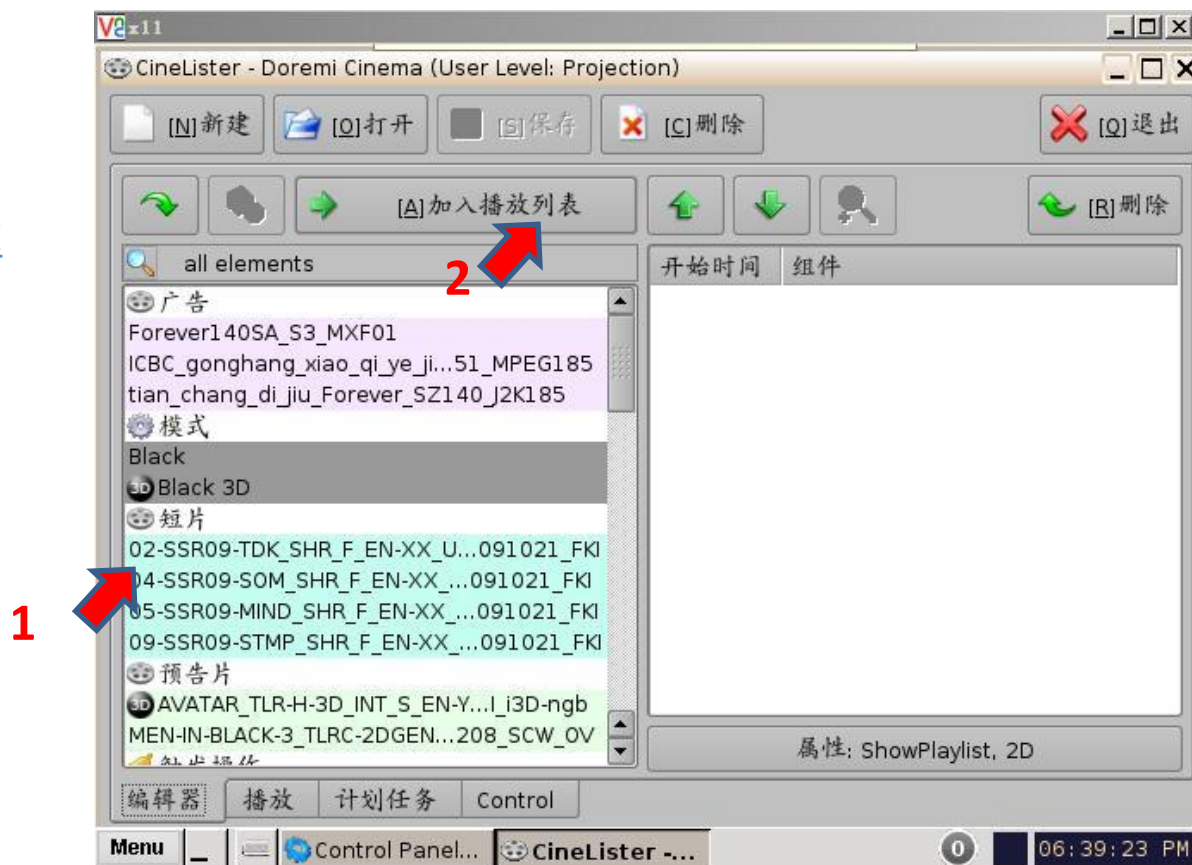 V2 x11
CineLister - Doremi Cinema (User Level: Projection)
[N]新建 [O]打开 [S]保存 [C]删除 [Q]退出
[A]加入播放列表 [R]删除
2
all elements
开始时间 组件
广告
Forever140SA_S3_MXF01
ICBC_gonghang_xiao_qi_ye_ji...51_MPEG185
tian_chang_di_jiu_Forever_SZ140_J2K185
模式
Black
3D Black 3D
短片
02-SSR09-TDK_SHR_F_EN-XX_U...091021_FKI
04-SSR09-SOM_SHR_F_EN-XX_...091021_FKI
1
05-SSR09-MIND_SHR_F_EN-XX_...091021_FKI
09-SSR09-STMP_SHR_F_EN-XX_...091021_FKI
预告片
3D AVATAR_TLR-H-3D_INT_S_EN-Y...I_i3D-ngb
MEN-IN-BLACK-3_TLRC-2DGEN...208_SCW_OV
属性: ShowPlaylist, 2D
编辑器 播放 计划任务 Control
Menu Control Panel... CineLister -... 0 06:39:23 PM